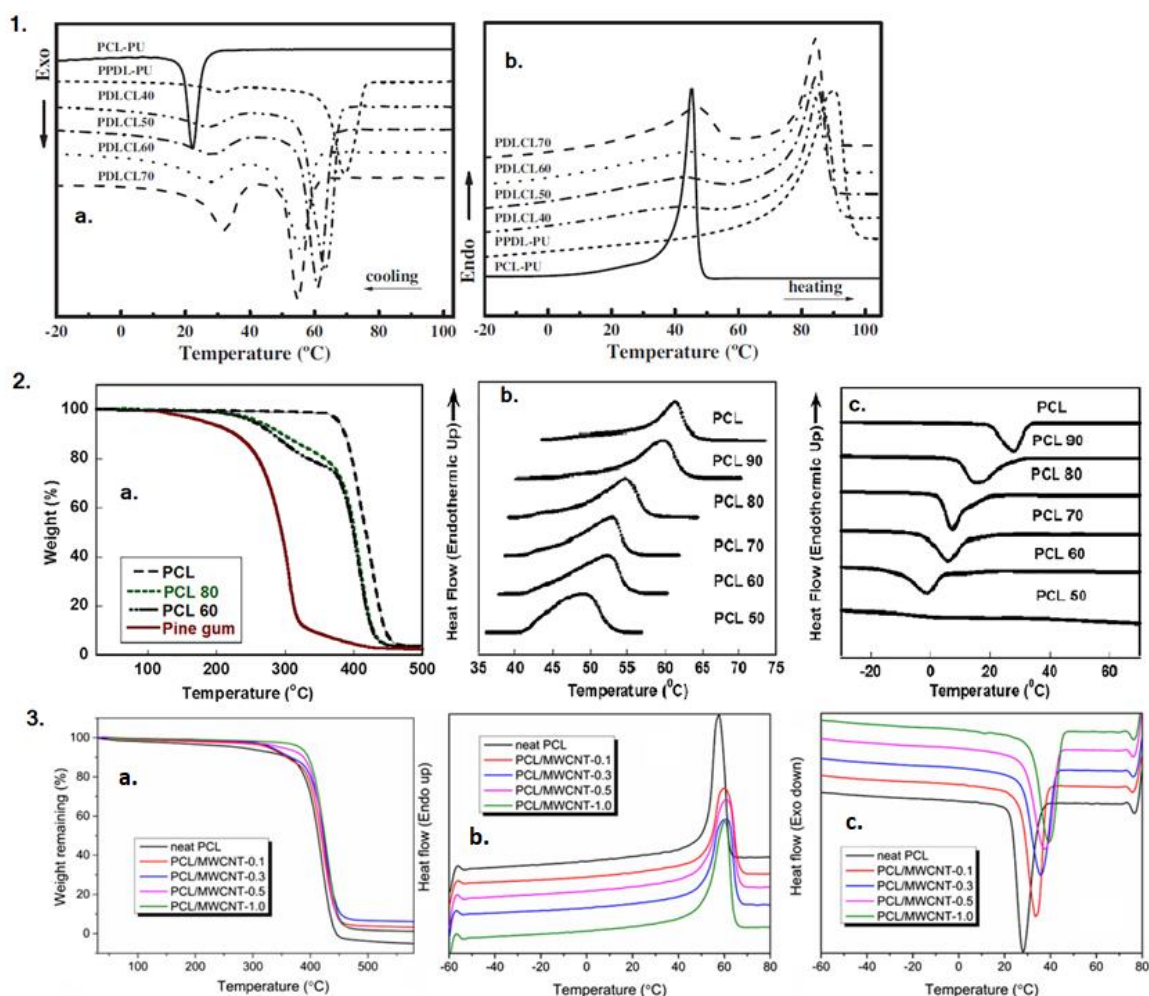 1.
a.
Exo
PCL-PU
PPDL-PU
PDLCL40
PDLCL50
PDLCL60
PDLCL70
cooling
-20 0 20 40 60 80 100
Temperature (ºC)
b.
Endo
PDLCL70
PDLCL60
PDLCL50
PDLCL40
PPDL-PU
PCL-PU
heating
-20 0 20 40 60 80 100
Temperature (ºC)
2.
a.
Weight (%)
100
80
60
40
20
0
PCL
PCL 80
PCL 60
Pine gum
100 200 300 400 500
Temperature (°C)
b.
Heat Flow (Endothermic Up)
PCL
PCL 90
PCL 80
PCL 70
PCL 60
PCL 50
35 40 45 50 55 60 65 70 75
Temperature (⁰C)
c.
Heat Flow (Endothermic Up)
PCL
PCL 90
PCL 80
PCL 70
PCL 60
PCL 50
-20 0 20 40 60
Temperature (⁰C)
3.
a.
Weight remaining (%)
100
80
60
40
20
0
neat PCL
PCL/MWCNT-0.1
PCL/MWCNT-0.3
PCL/MWCNT-0.5
PCL/MWCNT-1.0
100 200 300 400 500
Temperature (°C)
b.
Heat flow (Endo up)
neat PCL
PCL/MWCNT-0.1
PCL/MWCNT-0.3
PCL/MWCNT-0.5
PCL/MWCNT-1.0
-60 -40 -20 0 20 40 60 80
Temperature (°C)
c.
Heat flow (Exo down)
neat PCL
PCL/MWCNT-0.1
PCL/MWCNT-0.3
PCL/MWCNT-0.5
PCL/MWCNT-1.0
-60 -40 -20 0 20 40 60 80
Temperature (°C)